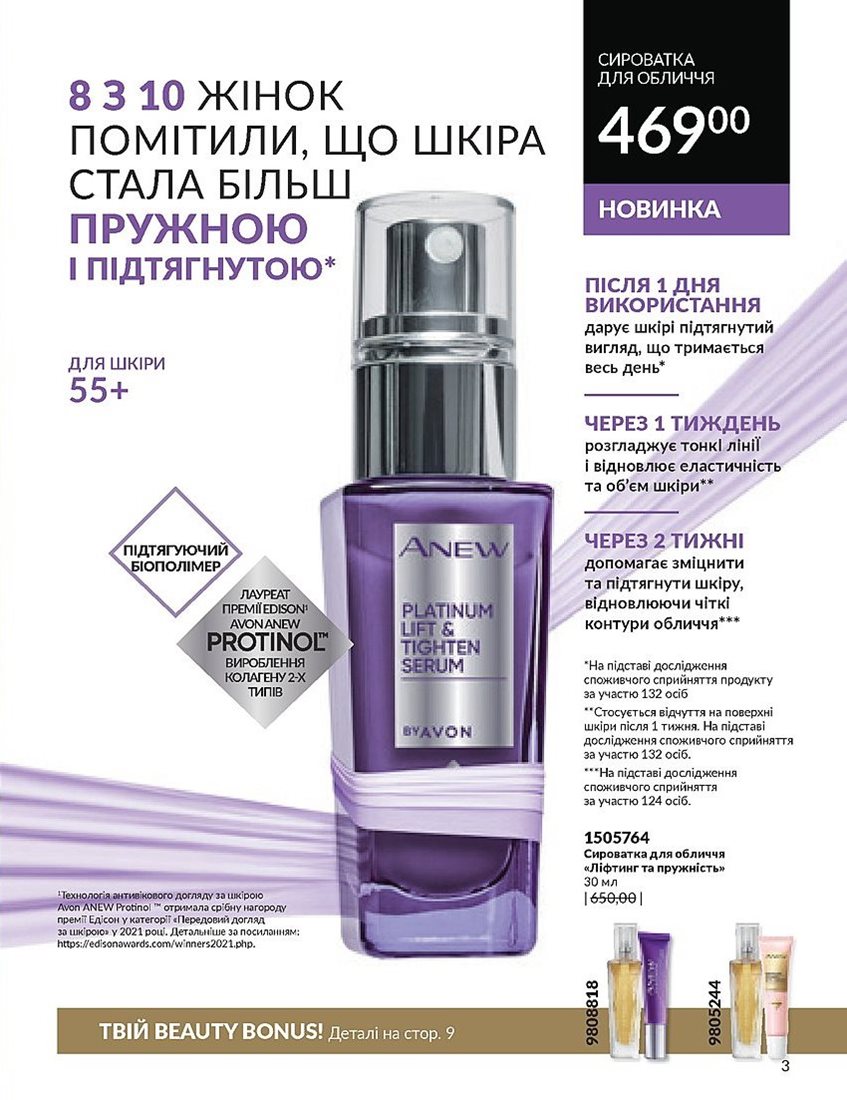 8 З 10 ЖІНОК
ПОМІТИЛИ, ЩО ШКІРА
СТАЛА БІЛЬШ
ПРУЖНОЮ
І ПІДТЯГНУТОЮ*
ДЛЯ ШКІРИ
55+
СИРОВАТКА
ДЛЯ ОБЛИЧЧЯ
469⁰⁰
НОВИНКА
ПІСЛЯ 1 ДНЯ
ВИКОРИСТАННЯ
дарує шкірі підтягнутий
вигляд, що тримається
весь день*
ЧЕРЕЗ 1 ТИЖДЕНЬ
розгладжує тонкі лінії
і відновлює еластичність
та об’єм шкіри**
ЧЕРЕЗ 2 ТИЖНІ
допомагає зміцнити
та підтягнути шкіру,
відновлюючи чіткі
контури обличчя***
*На підставі дослідження
споживчого сприйняття продукту
за участю 132 осіб
**Стосується відчуття на поверхні
шкіри після 1 тижня. На підставі
дослідження споживчого сприйняття
за участю 132 осіб.
***На підставі дослідження
споживчого сприйняття
за участю 124 осіб.
1505764
Сироватка для обличчя
«Ліфтинг та пружність»
30 мл
| 650,00 |
ПІДТЯГУЮЧИЙ
БІОПОЛІМЕР
ЛАУРЕАТ
ПРЕМІЇ EDISON¹
AVON ANEW
PROTINOL™
ВИРОБЛЕННЯ
КОЛАГЕНУ 2-Х
ТИПІВ
ANEW
PLATINUM
LIFT &
TIGHTEN
SERUM
BY AVON
¹Технологія антивікового догляду за шкірою
Avon ANEW Protinol ™ отримала срібну нагороду
премії Едісон у категорії «Передовий догляд
за шкірою» у 2021 році. Детальніше за посиланням:
https://edisonawards.com/winners2021.php.
9808818
ANEW
9805244
ANEW
ТВІЙ BEAUTY BONUS! Деталі на стор. 9
3